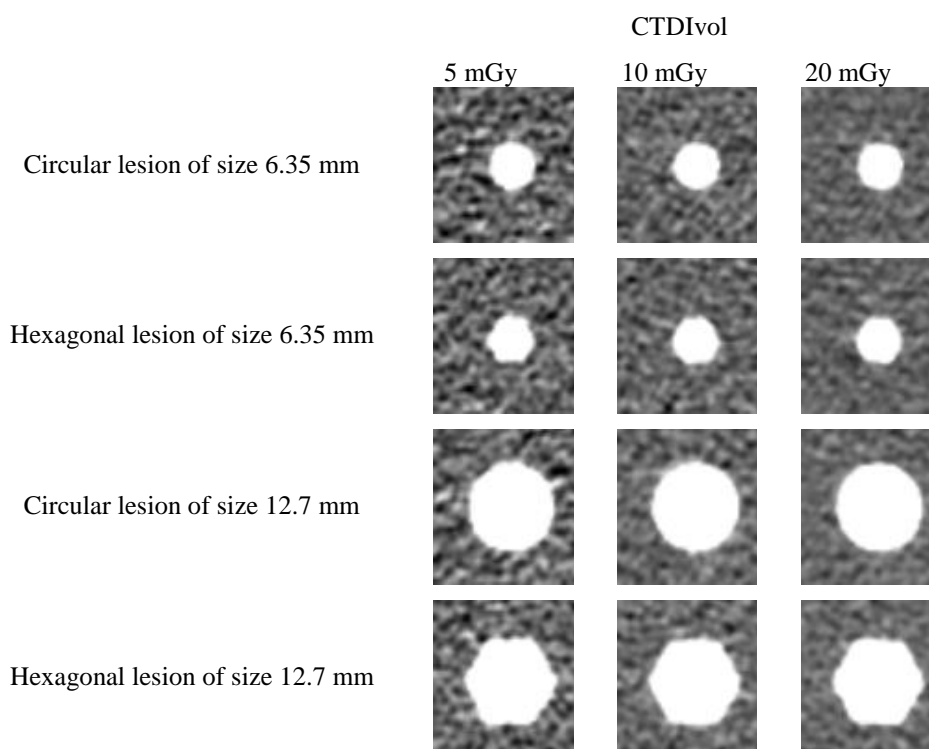 CTDIvol
5 mGy 10 mGy 20 mGy
Circular lesion of size 6.35 mm
Hexagonal lesion of size 6.35 mm
Circular lesion of size 12.7 mm
Hexagonal lesion of size 12.7 mm